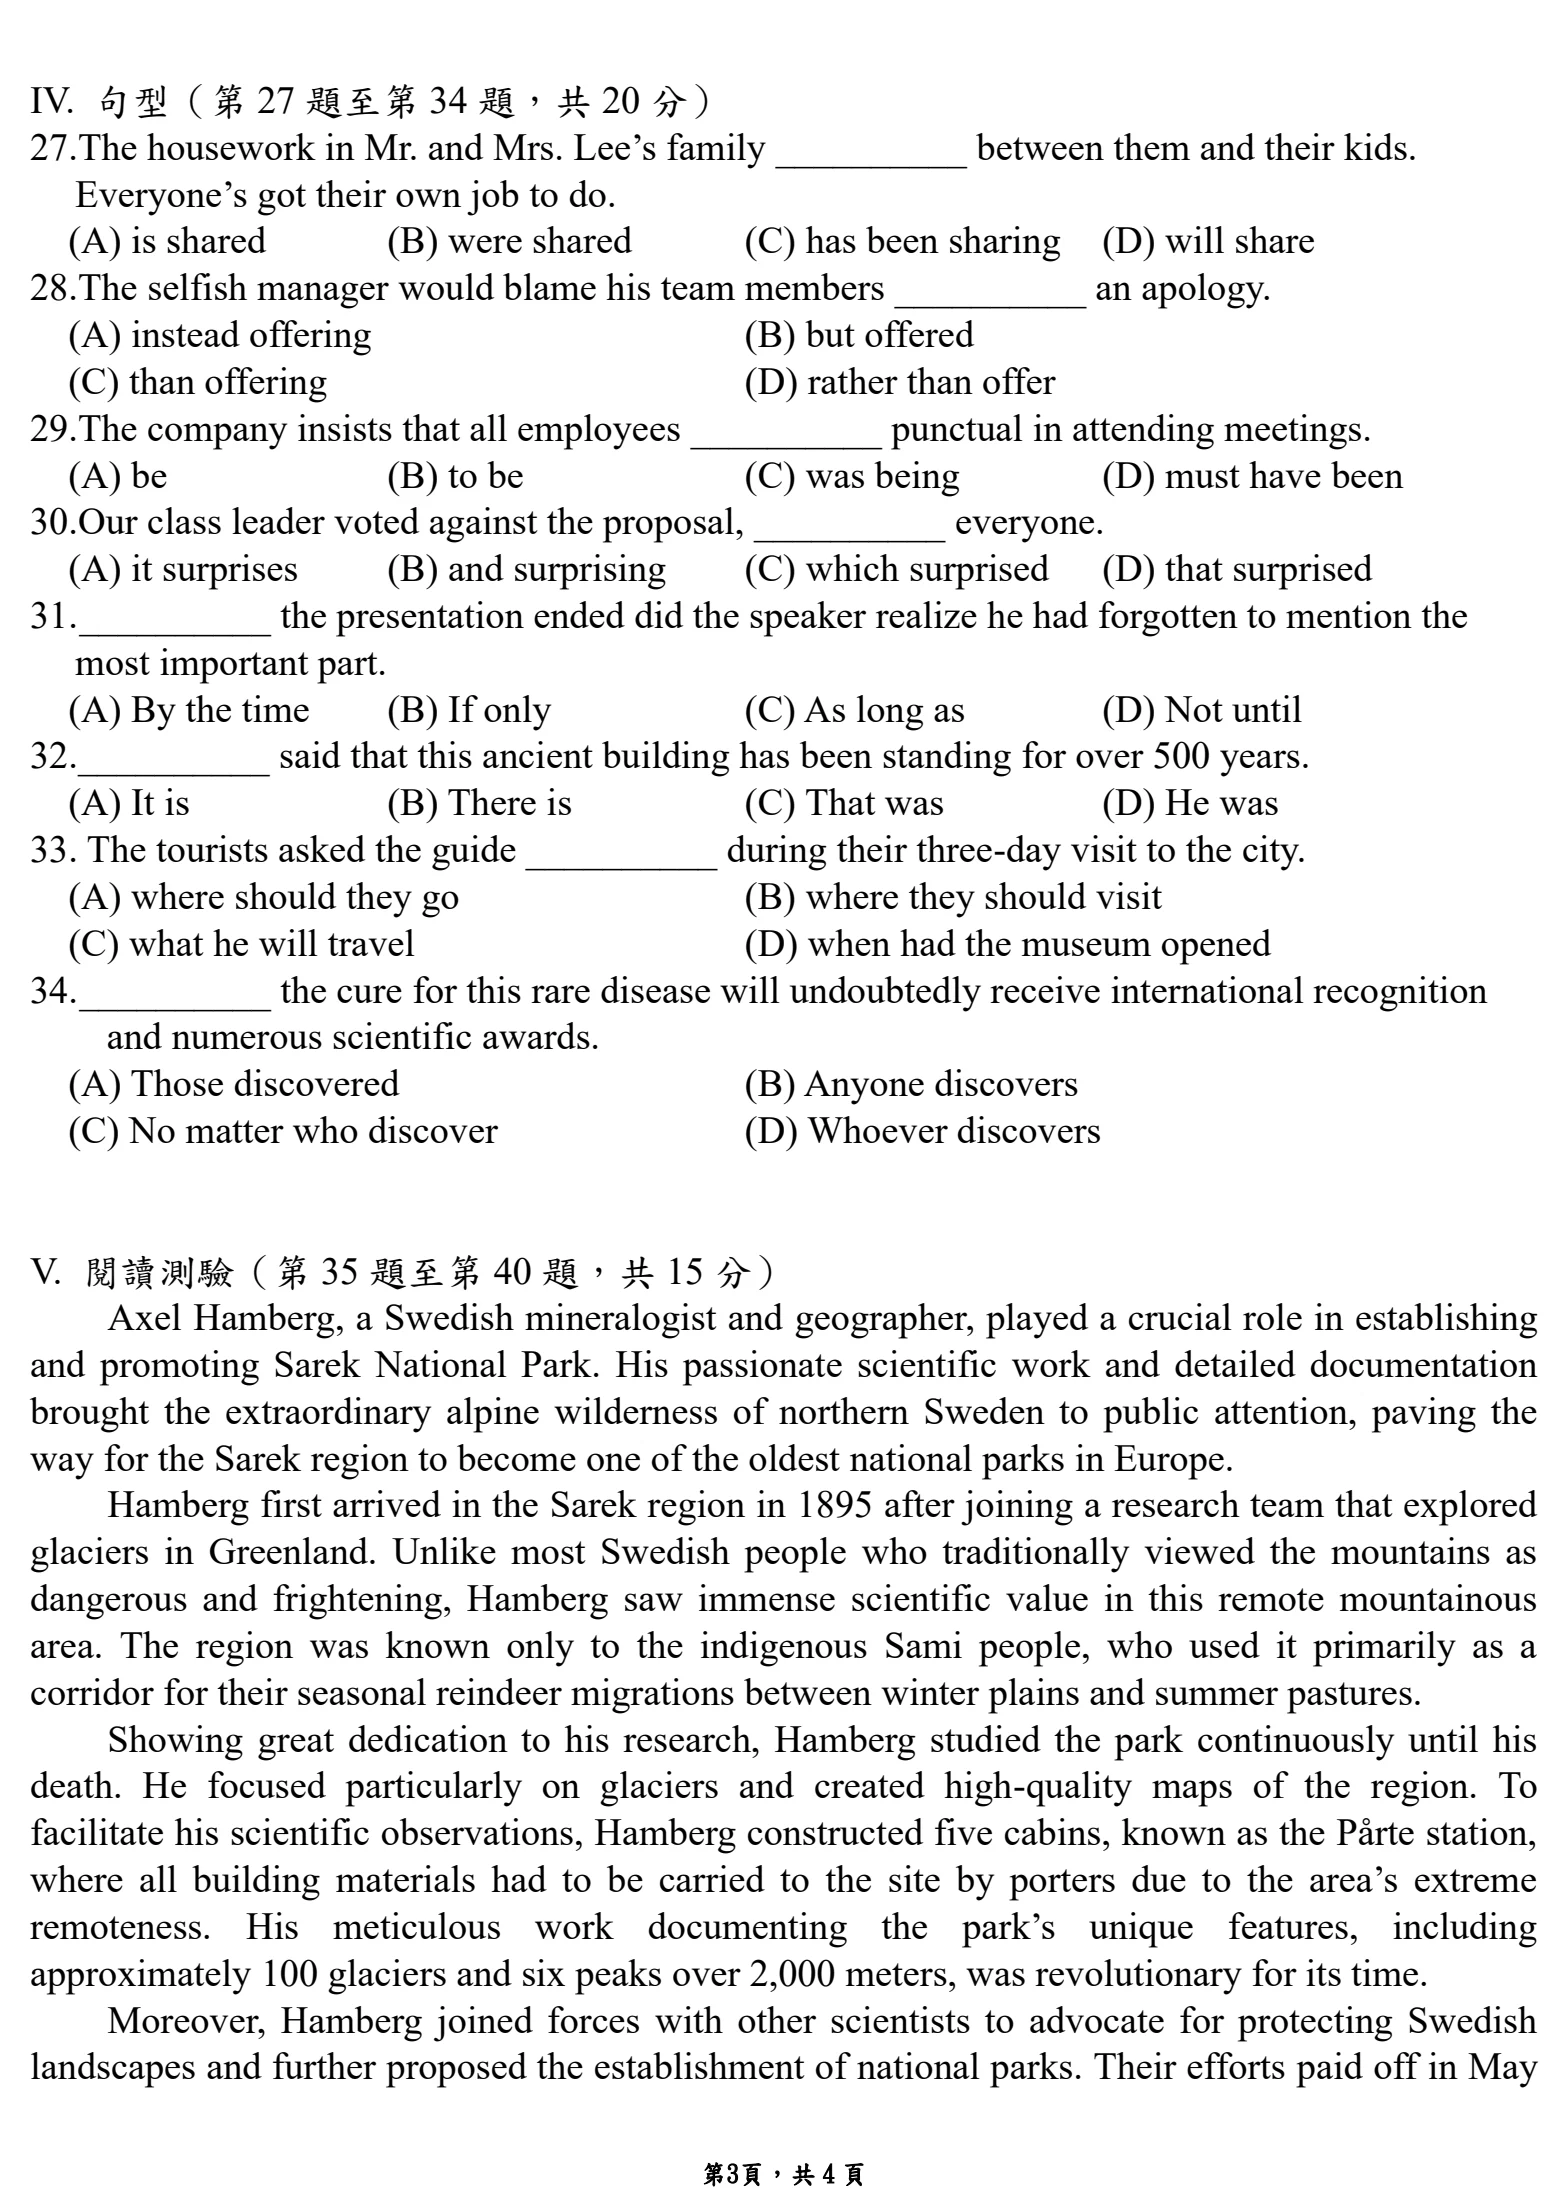 IV. 句型（第 27 題至第 34 題，共 20 分）
27.The housework in Mr. and Mrs. Lee’s family __________ between them and their kids.
Everyone’s got their own job to do.
(A) is shared (B) were shared (C) has been sharing (D) will share
28.The selfish manager would blame his team members __________ an apology.
(A) instead offering (B) but offered
(C) than offering (D) rather than offer
29.The company insists that all employees __________ punctual in attending meetings.
(A) be (B) to be (C) was being (D) must have been
30.Our class leader voted against the proposal, __________ everyone.
(A) it surprises (B) and surprising (C) which surprised (D) that surprised
31.__________ the presentation ended did the speaker realize he had forgotten to mention the
most important part.
(A) By the time (B) If only (C) As long as (D) Not until
32.__________ said that this ancient building has been standing for over 500 years.
(A) It is (B) There is (C) That was (D) He was
33. The tourists asked the guide __________ during their three-day visit to the city.
(A) where should they go (B) where they should visit
(C) what he will travel (D) when had the museum opened
34.__________ the cure for this rare disease will undoubtedly receive international recognition
and numerous scientific awards.
(A) Those discovered (B) Anyone discovers
(C) No matter who discover (D) Whoever discovers
V. 閱讀測驗（第 35 題至第 40 題，共 15 分）
Axel Hamberg, a Swedish mineralogist and geographer, played a crucial role in establishing
and promoting Sarek National Park. His passionate scientific work and detailed documentation
brought the extraordinary alpine wilderness of northern Sweden to public attention, paving the
way for the Sarek region to become one of the oldest national parks in Europe.
Hamberg first arrived in the Sarek region in 1895 after joining a research team that explored
glaciers in Greenland. Unlike most Swedish people who traditionally viewed the mountains as
dangerous and frightening, Hamberg saw immense scientific value in this remote mountainous
area. The region was known only to the indigenous Sami people, who used it primarily as a
corridor for their seasonal reindeer migrations between winter plains and summer pastures.
Showing great dedication to his research, Hamberg studied the park continuously until his
death. He focused particularly on glaciers and created high-quality maps of the region. To
facilitate his scientific observations, Hamberg constructed five cabins, known as the Pårte station,
where all building materials had to be carried to the site by porters due to the area’s extreme
remoteness. His meticulous work documenting the park’s unique features, including
approximately 100 glaciers and six peaks over 2,000 meters, was revolutionary for its time.
Moreover, Hamberg joined forces with other scientists to advocate for protecting Swedish
landscapes and further proposed the establishment of national parks. Their efforts paid off in May
第3頁，共 4 頁